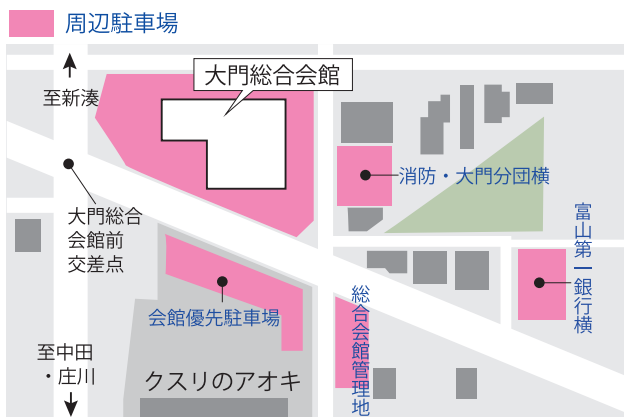 周辺駐車場
大門総合会館
至新湊
消防・大門分団横
大門総合
会館前
交差点
富山第一銀行横
会館優先駐車場
総合会館管理地
至中田
・庄川
クスリのアオキ